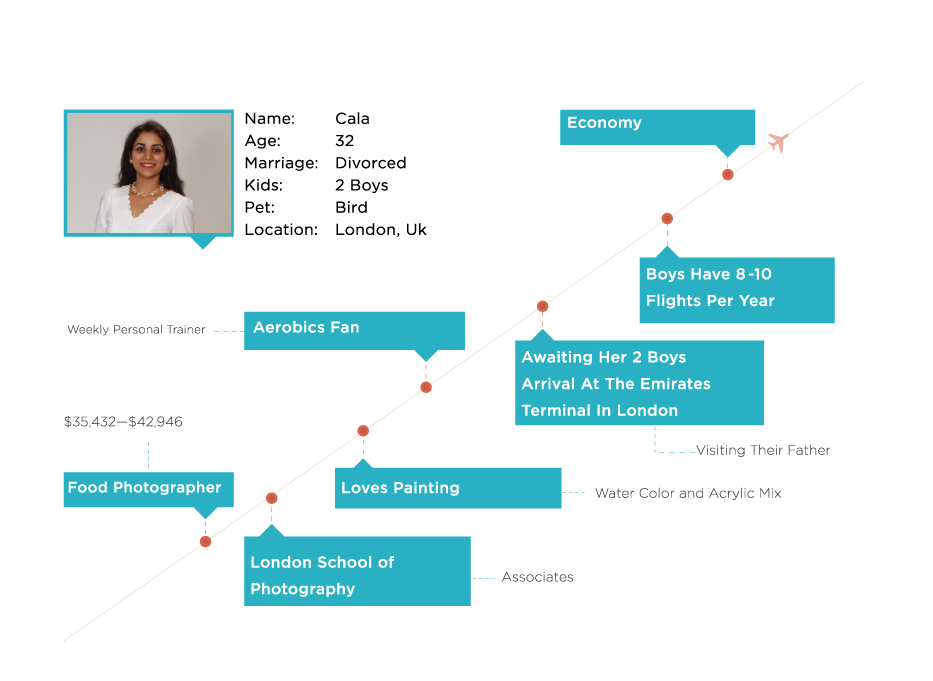 Name: Cala
Age: 32
Marriage: Divorced
Kids: 2 Boys
Pet: Bird
Location: London, Uk
Economy
Boys Have 8-10
Flights Per Year
Weekly Personal Trainer
Aerobics Fan
Awaiting Her 2 Boys
Arrival At The Emirates
Terminal In London
Visiting Their Father
$35,432—$42,946
Food Photographer
Loves Painting
Water Color and Acrylic Mix
London School of
Photography
Associates